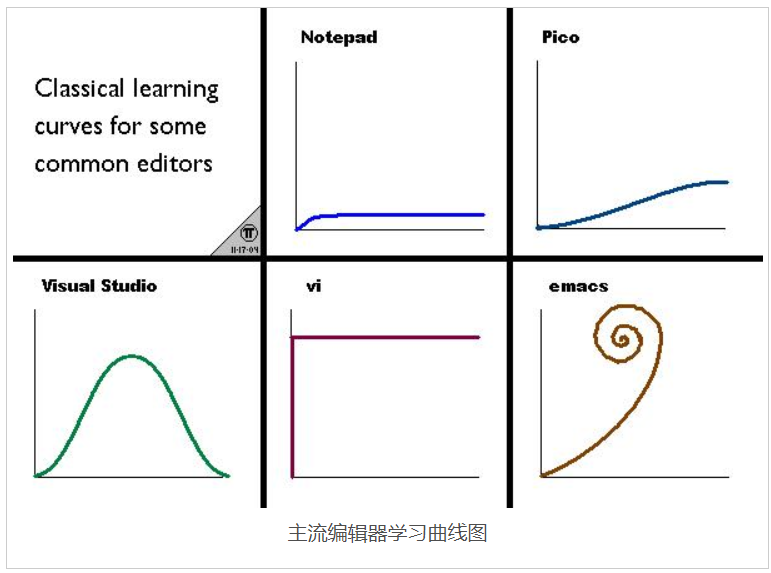 Classical learning
curves for some
common editors
11-17-04
Notepad
Pico
Visual Studio
vi
emacs
主流编辑器学习曲线图